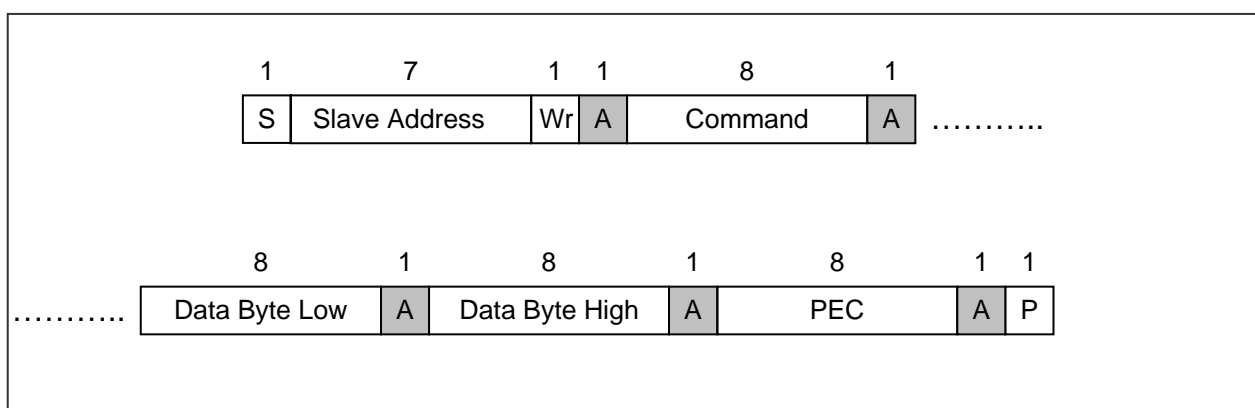 1 7 1 1 8 1
S Slave Address Wr A Command A ...........
8 1 8 1 8 1 1
........... Data Byte Low A Data Byte High A PEC A P